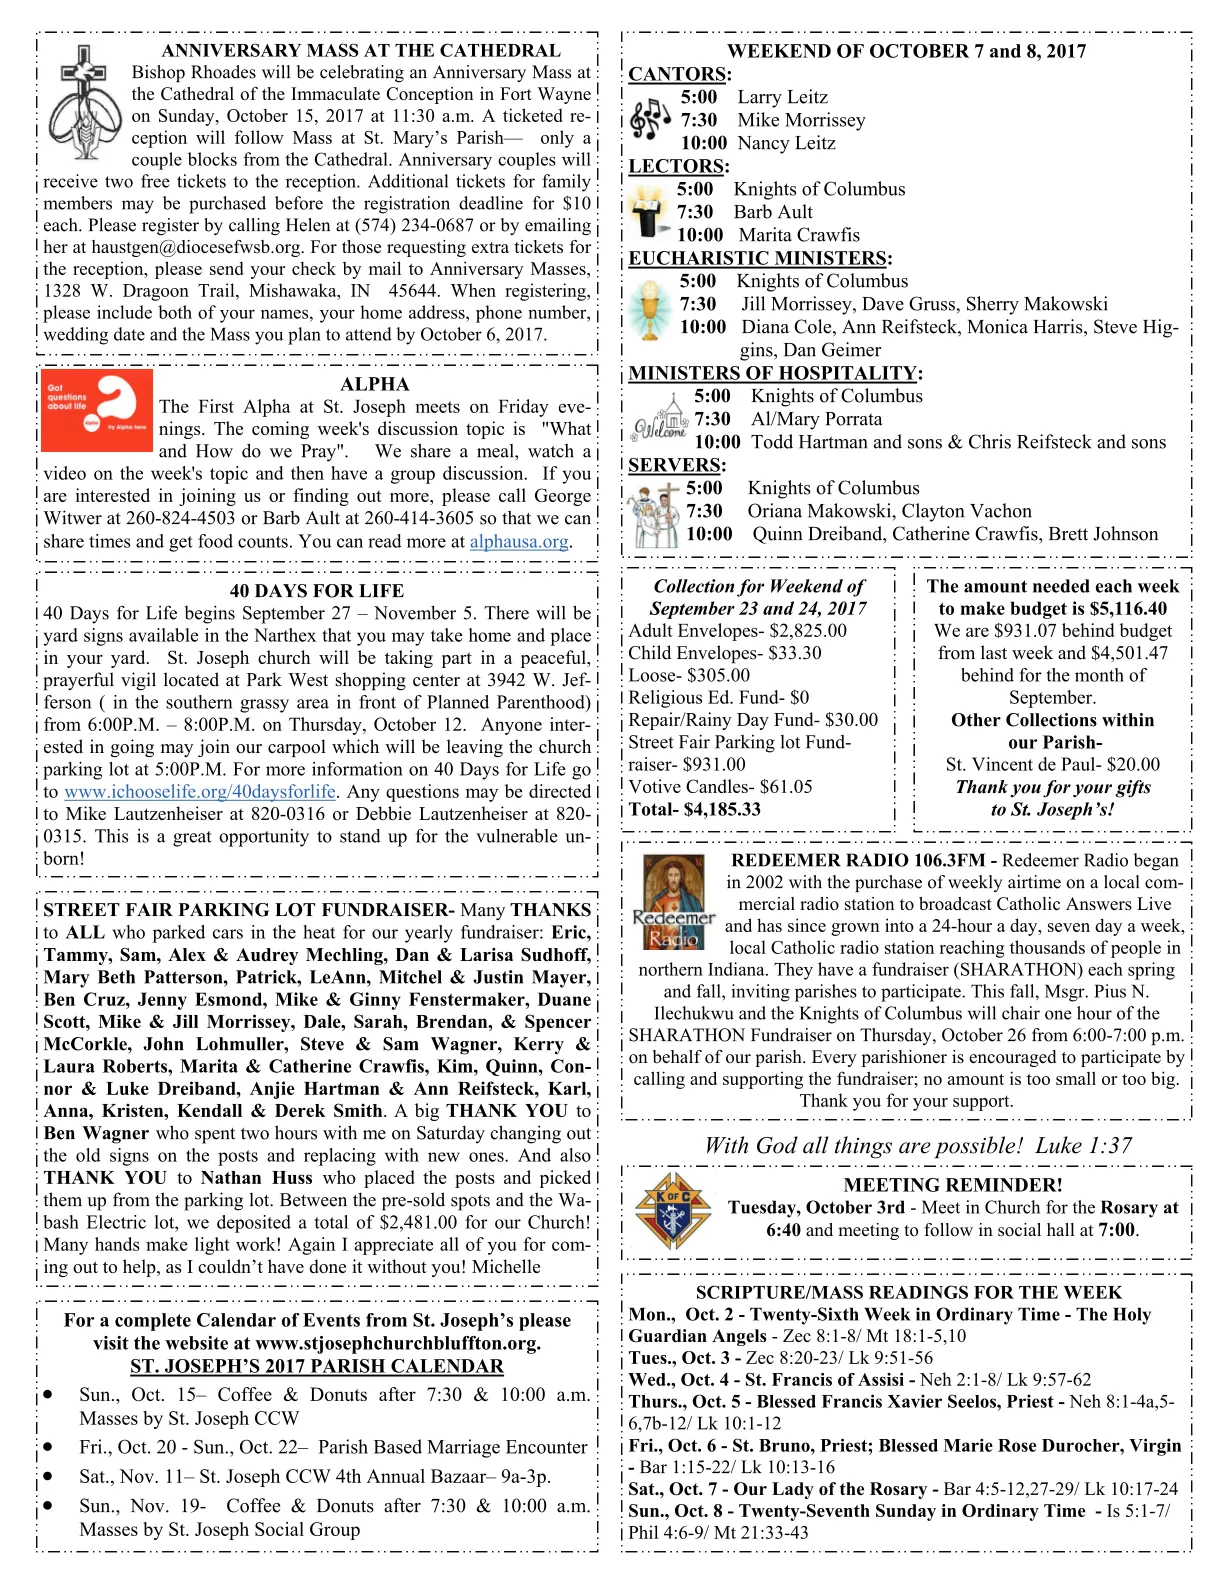 ANNIVERSARY MASS AT THE CATHEDRAL
Bishop Rhoades will be celebrating an Anniversary Mass at
the Cathedral of the Immaculate Conception in Fort Wayne
on Sunday, October 15, 2017 at 11:30 a.m. A ticketed re-
ception will follow Mass at St. Mary's Parish— only a
couple blocks from the Cathedral. Anniversary couples will
receive two free tickets to the reception. Additional tickets for family
members may be purchased before the registration deadline for $10
each. Please register by calling Helen at (574) 234-0687 or by emailing
her at haustgen@diocesefwsb.org. For those requesting extra tickets for
the reception, please send your check by mail to Anniversary Masses,
1328 W. Dragoon Trail, Mishawaka, IN 45644. When registering,
please include both of your names, your home address, phone number,
wedding date and the Mass you plan to attend by October 6, 2017.
Got
questions
about life
Alpha
try Alpha here
ALPHA
The First Alpha at St. Joseph meets on Friday eve-
nings. The coming week's discussion topic is "What
and How do we Pray". We share a meal, watch a
video on the week's topic and then have a group discussion. If you
are interested in joining us or finding out more, please call George
Witwer at 260-824-4503 or Barb Ault at 260-414-3605 so that we can
share times and get food counts. You can read more at alphausa.org.
40 DAYS FOR LIFE
40 Days for Life begins September 27 – November 5. There will be
yard signs available in the Narthex that you may take home and place
in your yard. St. Joseph church will be taking part in a peaceful,
prayerful vigil located at Park West shopping center at 3942 W. Jef-
ferson ( in the southern grassy area in front of Planned Parenthood)
from 6:00P.M. – 8:00P.M. on Thursday, October 12. Anyone inter-
ested in going may join our carpool which will be leaving the church
parking lot at 5:00P.M. For more information on 40 Days for Life go
to www.ichooselife.org/40daysforlife. Any questions may be directed
to Mike Lautzenheiser at 820-0316 or Debbie Lautzenheiser at 820-
0315. This is a great opportunity to stand up for the vulnerable un-
born!
STREET FAIR PARKING LOT FUNDRAISER- Many THANKS
to ALL who parked cars in the heat for our yearly fundraiser: Eric,
Tammy, Sam, Alex & Audrey Mechling, Dan & Larisa Sudhoff,
Mary Beth Patterson, Patrick, LeAnn, Mitchel & Justin Mayer,
Ben Cruz, Jenny Esmond, Mike & Ginny Fenstermaker, Duane
Scott, Mike & Jill Morrissey, Dale, Sarah, Brendan, & Spencer
McCorkle, John Lohmuller, Steve & Sam Wagner, Kerry &
Laura Roberts, Marita & Catherine Crawfis, Kim, Quinn, Con-
nor & Luke Dreiband, Anjie Hartman & Ann Reifsteck, Karl,
Anna, Kristen, Kendall & Derek Smith. A big THANK YOU to
Ben Wagner who spent two hours with me on Saturday changing out
the old signs on the posts and replacing with new ones. And also
THANK YOU to Nathan Huss who placed the posts and picked
them up from the parking lot. Between the pre-sold spots and the Wa-
bash Electric lot, we deposited a total of $2,481.00 for our Church!
Many hands make light work! Again I appreciate all of you for com-
ing out to help, as I couldn't have done it without you! Michelle
For a complete Calendar of Events from St. Joseph's please
visit the website at www.stjosephchurchbluffton.org.
ST. JOSEPH'S 2017 PARISH CALENDAR
• Sun., Oct. 15– Coffee & Donuts after 7:30 & 10:00 a.m.
Masses by St. Joseph CCW
• Fri., Oct. 20 - Sun., Oct. 22– Parish Based Marriage Encounter
• Sat., Nov. 11– St. Joseph CCW 4th Annual Bazaar– 9a-3p.
• Sun., Nov. 19- Coffee & Donuts after 7:30 & 10:00 a.m.
Masses by St. Joseph Social Group
WEEKEND OF OCTOBER 7 and 8, 2017
CANTORS:
5:00 Larry Leitz
7:30 Mike Morrissey
10:00 Nancy Leitz
LECTORS:
5:00 Knights of Columbus
7:30 Barb Ault
10:00 Marita Crawfis
EUCHARISTIC MINISTERS:
5:00 Knights of Columbus
7:30 Jill Morrissey, Dave Gruss, Sherry Makowski
10:00 Diana Cole, Ann Reifsteck, Monica Harris, Steve Hig-
gins, Dan Geimer
MINISTERS OF HOSPITALITY:
Welcome
5:00 Knights of Columbus
7:30 Al/Mary Porrata
10:00 Todd Hartman and sons & Chris Reifsteck and sons
SERVERS:
5:00 Knights of Columbus
7:30 Oriana Makowski, Clayton Vachon
10:00 Quinn Dreiband, Catherine Crawfis, Brett Johnson
Collection for Weekend of
September 23 and 24, 2017
Adult Envelopes- $2,825.00
Child Envelopes- $33.30
Loose- $305.00
Religious Ed. Fund- $0
Repair/Rainy Day Fund- $30.00
Street Fair Parking lot Fund-
raiser- $931.00
Votive Candles- $61.05
Total- $4,185.33
The amount needed each week
to make budget is $5,116.40
We are $931.07 behind budget
from last week and $4,501.47
behind for the month of
September.
Other Collections within
our Parish-
St. Vincent de Paul- $20.00
Thank you for your gifts
to St. Joseph's!
Redeemer
Radio
REDEEMER RADIO 106.3FM - Redeemer Radio began
in 2002 with the purchase of weekly airtime on a local com-
mercial radio station to broadcast Catholic Answers Live
and has since grown into a 24-hour a day, seven day a week,
local Catholic radio station reaching thousands of people in
northern Indiana. They have a fundraiser (SHARATHON) each spring
and fall, inviting parishes to participate. This fall, Msgr. Pius N.
Ilechukwu and the Knights of Columbus will chair one hour of the
SHARATHON Fundraiser on Thursday, October 26 from 6:00-7:00 p.m.
on behalf of our parish. Every parishioner is encouraged to participate by
calling and supporting the fundraiser; no amount is too small or too big.
Thank you for your support.
With God all things are possible! Luke 1:37
K OF C
MEETING REMINDER!
Tuesday, October 3rd - Meet in Church for the Rosary at
6:40 and meeting to follow in social hall at 7:00.
SCRIPTURE/MASS READINGS FOR THE WEEK
Mon., Oct. 2 - Twenty-Sixth Week in Ordinary Time - The Holy
Guardian Angels - Zec 8:1-8/ Mt 18:1-5,10
Tues., Oct. 3 - Zec 8:20-23/ Lk 9:51-56
Wed., Oct. 4 - St. Francis of Assisi - Neh 2:1-8/ Lk 9:57-62
Thurs., Oct. 5 - Blessed Francis Xavier Seelos, Priest - Neh 8:1-4a,5-
6,7b-12/ Lk 10:1-12
Fri., Oct. 6 - St. Bruno, Priest; Blessed Marie Rose Durocher, Virgin
- Bar 1:15-22/ Lk 10:13-16
Sat., Oct. 7 - Our Lady of the Rosary - Bar 4:5-12,27-29/ Lk 10:17-24
Sun., Oct. 8 - Twenty-Seventh Sunday in Ordinary Time - Is 5:1-7/
Phil 4:6-9/ Mt 21:33-43